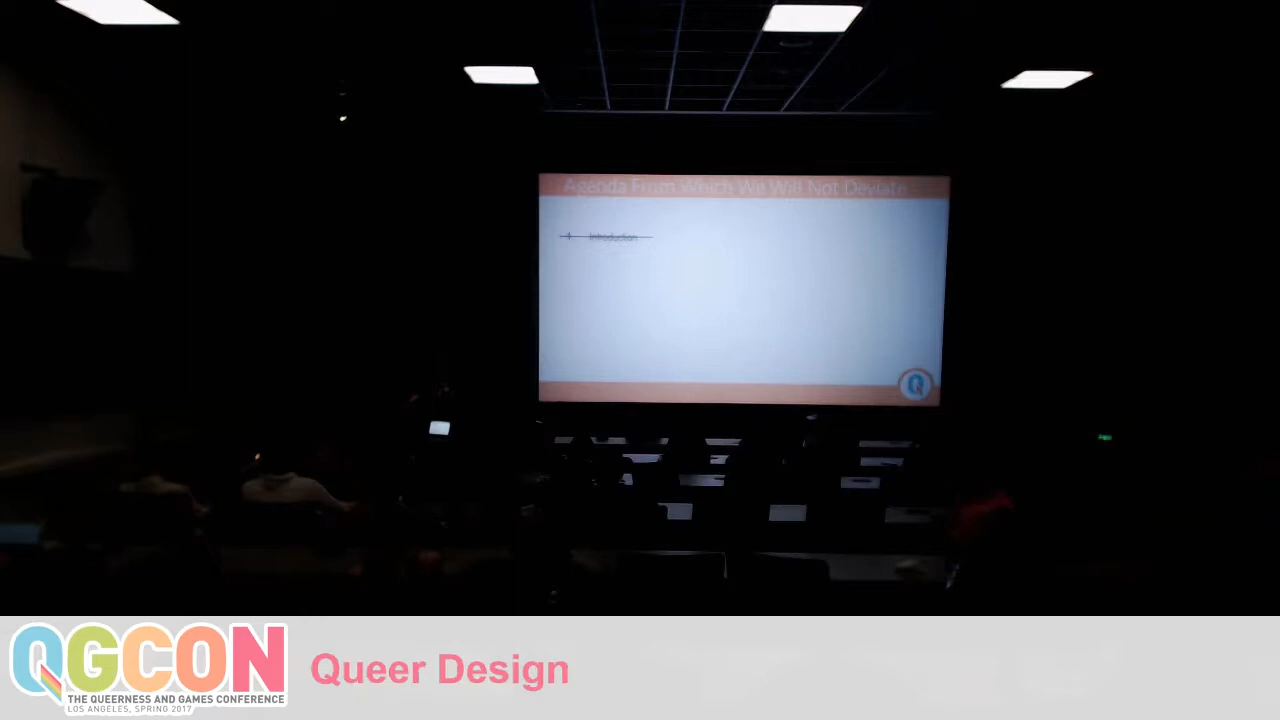 Agenda From Which We Will Not Deviate
1 Introduction
Q
QGCON
THE QUEERNESS AND GAMES CONFERENCE
LOS ANGELES, SPRING 2017
Queer Design